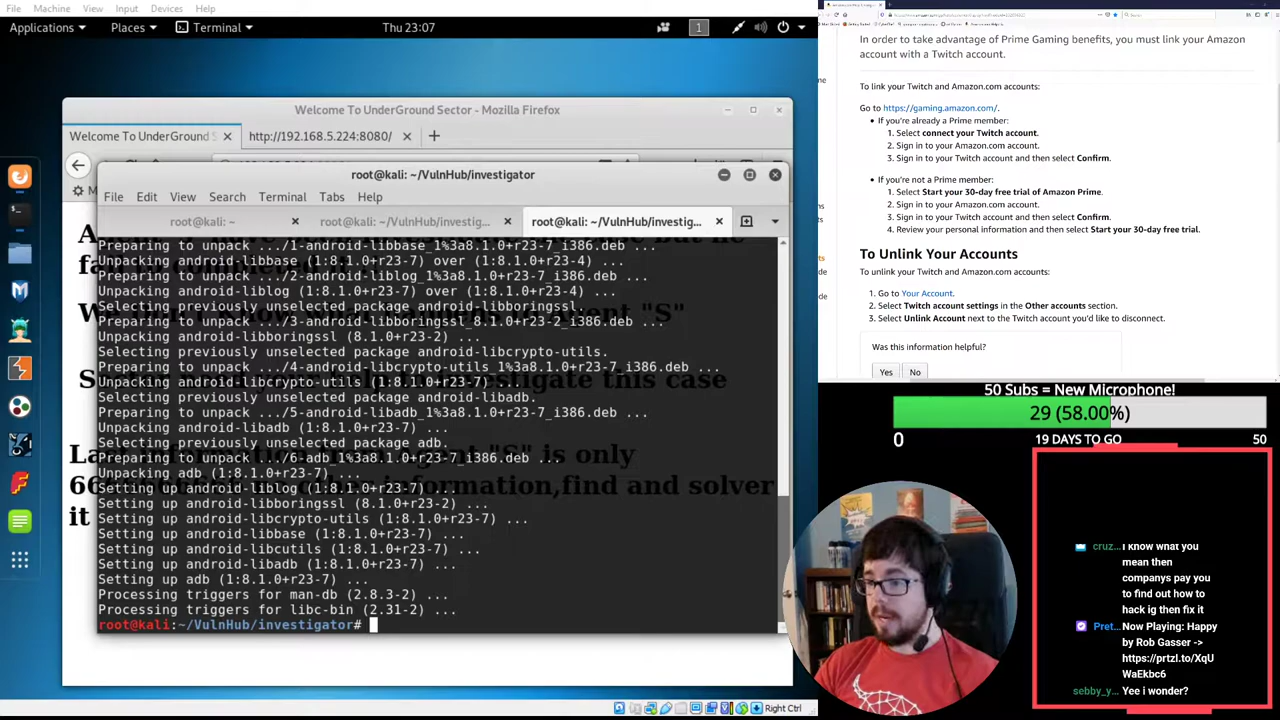 File Machine View Input Devices Help
Applications
Thu 23:07
1
Welcome To UnderGround Sector - Mozilla Firefox
Welcome To UnderGround S
http://192.168.5.224:8080/
root@kali: ~/VulnHub/investigator
File Edit View Search Terminal Tabs Help
root@kali: ~
root@kali: ~/VulnHub/investig...
root@kali: ~/VulnHub/investig...
Preparing to unpack .../1-android-libbase_1%3a8.1.0+r23-7_i386.deb ...
Unpacking android-libbase (1:8.1.0+r23-7) over (1:8.1.0+r23-4) ...
Preparing to unpack .../2-android-liblog_1%3a8.1.0+r23-7_i386.deb ...
Unpacking android-liblog (1:8.1.0+r23-7) over (1:8.1.0+r23-4) ...
Selecting previously unselected package android-libboringssl.
Preparing to unpack .../3-android-libboringssl_8.1.0+r23-2_i386.deb ...
Unpacking android-libboringssl (8.1.0+r23-2) ...
Selecting previously unselected package android-libcrypto-utils.
Preparing to unpack .../4-android-libcrypto-utils_1%3a8.1.0+r23-7_i386.deb ...
Unpacking android-libcrypto-utils (1:8.1.0+r23-7) ...
Selecting previously unselected package android-libadb.
Preparing to unpack .../5-android-libadb_1%3a8.1.0+r23-7_i386.deb ...
Unpacking android-libadb (1:8.1.0+r23-7) ...
Selecting previously unselected package adb.
Preparing to unpack .../6-adb_1%3a8.1.0+r23-7_i386.deb ...
Unpacking adb (1:8.1.0+r23-7) ...
Setting up android-liblog (1:8.1.0+r23-7) ...
Setting up android-libboringssl (8.1.0+r23-2) ...
Setting up android-libcrypto-utils (1:8.1.0+r23-7) ...
Setting up android-libbase (1:8.1.0+r23-7) ...
Setting up android-libcutils (1:8.1.0+r23-7) ...
Setting up android-libadb (1:8.1.0+r23-7) ...
Setting up adb (1:8.1.0+r23-7) ...
Processing triggers for man-db (2.8.3-2) ...
Processing triggers for libc-bin (2.31-2) ...
root@kali:~/VulnHub/investigator#
"S"
this case
"S" is only
formation,find and solver
it
Right Ctrl
In order to take advantage of Prime Gaming benefits, you must link your Amazon
account with a Twitch account.
To link your Twitch and Amazon.com accounts:
Go to https://gaming.amazon.com/.
• If you're already a Prime member:
1. Select connect your Twitch account.
2. Sign in to your Amazon.com account.
3. Sign in to your Twitch account and then select Confirm.
• If you're not a Prime member:
1. Select Start your 30-day free trial of Amazon Prime.
2. Sign in to your Amazon.com account.
3. Sign in to your Twitch account and then select Confirm.
4. Review your personal information and then select Start your 30-day free trial.
To Unlink Your Accounts
To unlink your Twitch and Amazon.com accounts:
1. Go to Your Account.
2. Select Twitch account settings in the Other accounts section.
3. Select Unlink Account next to the Twitch account you'd like to disconnect.
Was this information helpful?
Yes No
50 Subs = New Microphone!
29 (58.00%)
0 19 DAYS TO GO 50
cruz... I know what you
mean then
companys pay you
to find out how to
hack ig then fix it
Pret... Now Playing: Happy
by Rob Gasser ->
https://prtzl.to/XqU
WaEkbc6
sebby_y... Yee i wonder?